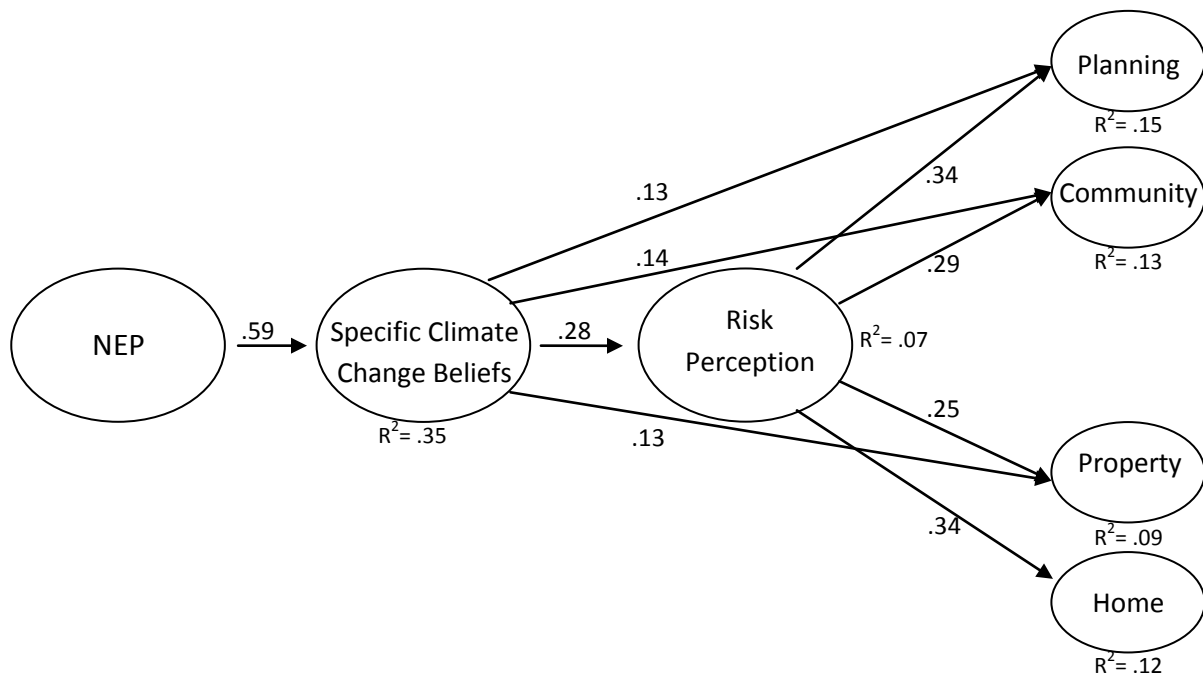 Planning
R²= .15
.13
.34
Community
R²= .13
.14
.29
NEP
.59
Specific Climate
Change Beliefs
R²= .35
.28
Risk
Perception
R²= .07
.25
.13
Property
R²= .09
.34
Home
R²= .12